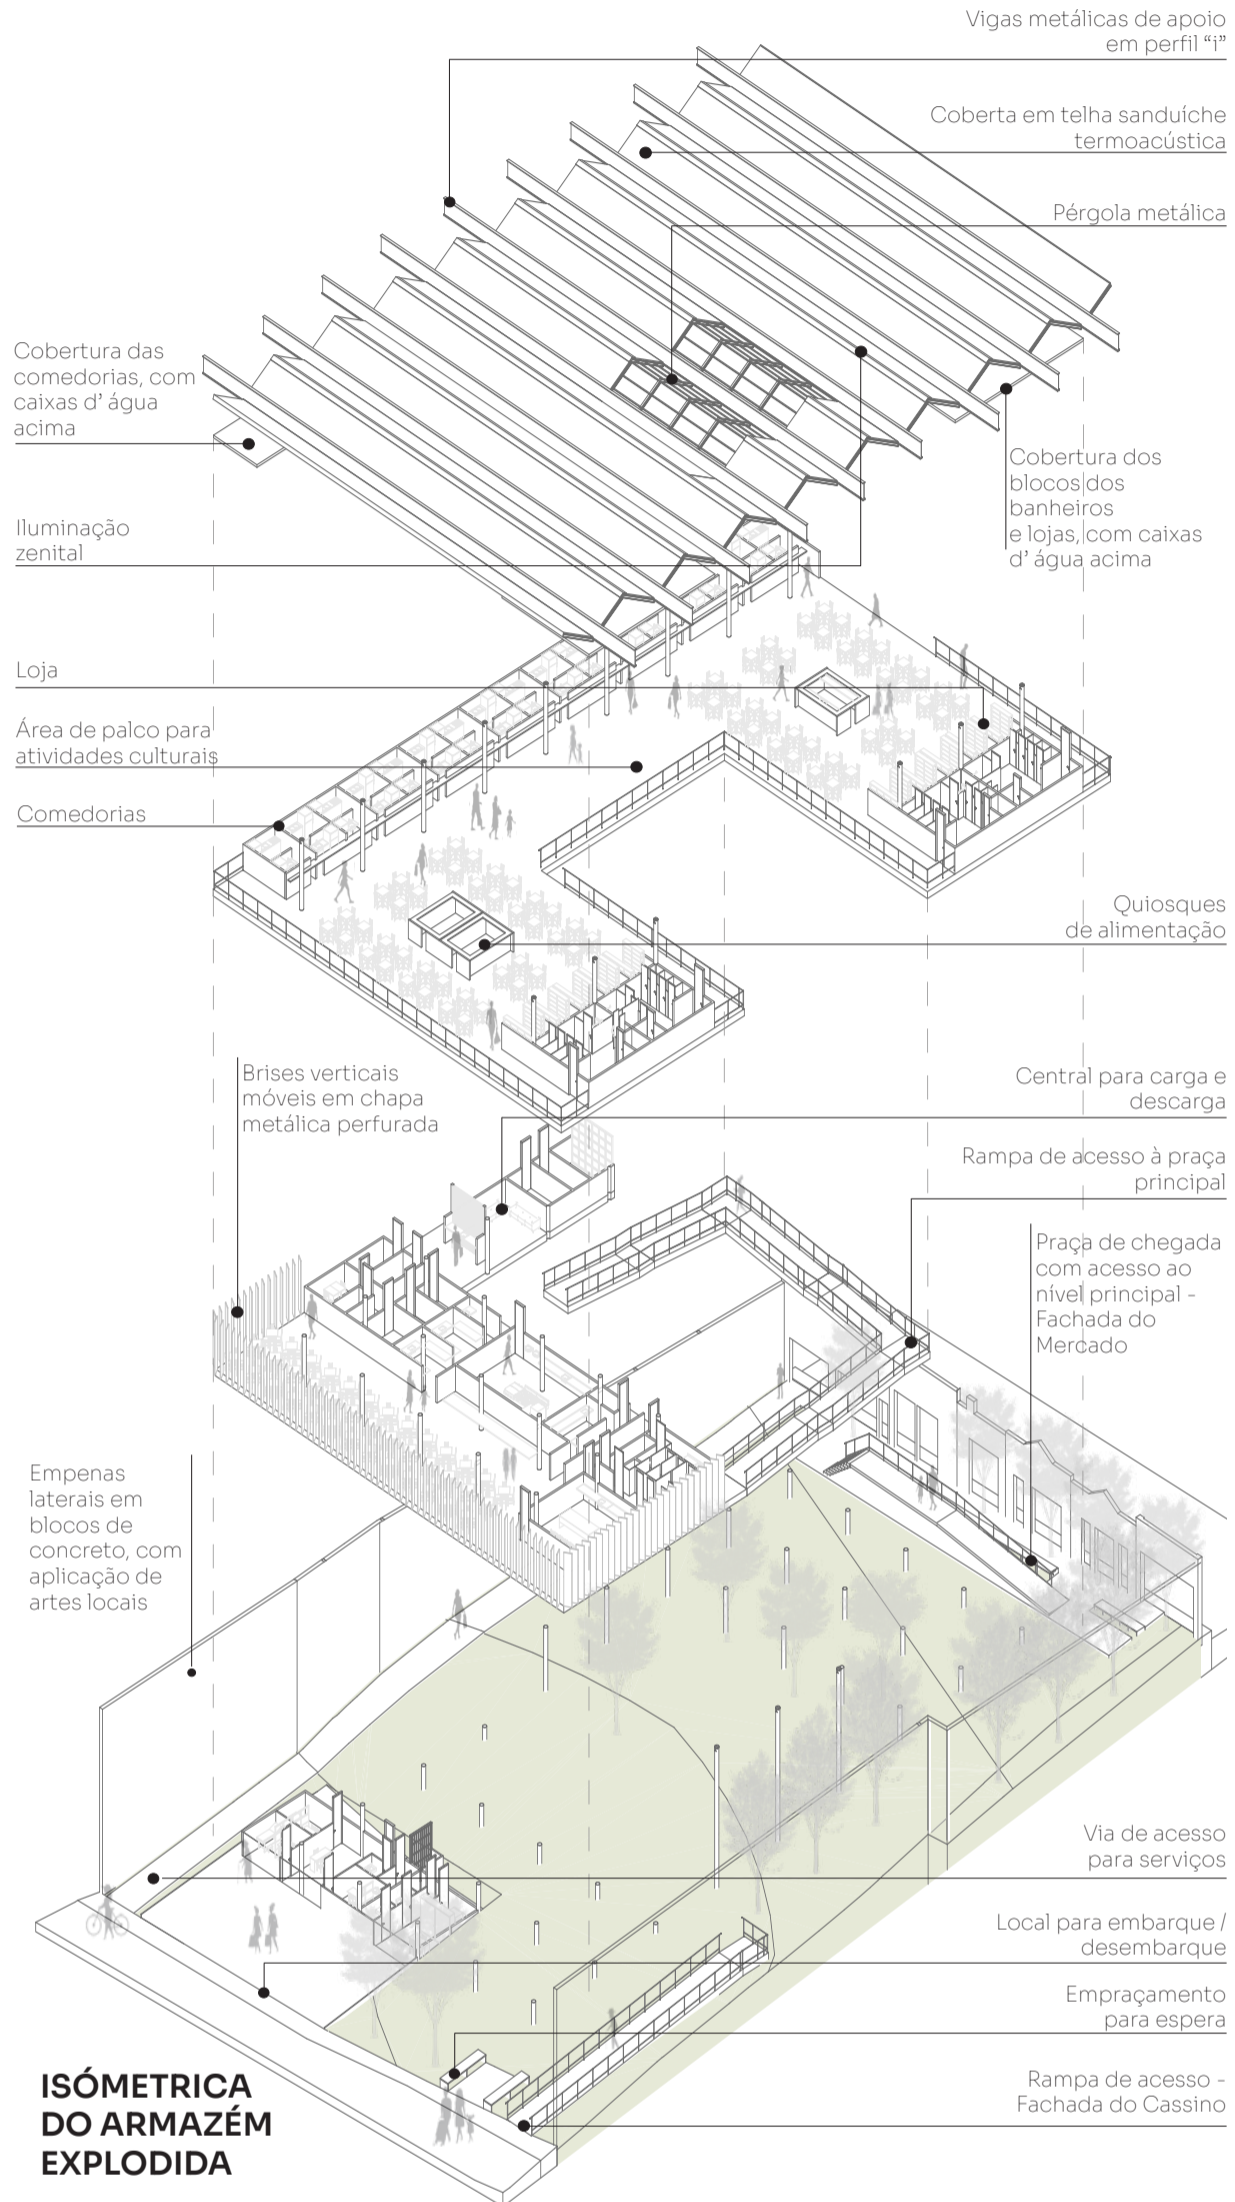 Vigas metálicas de apoio
em perfil “i”
Coberta em telha sanduíche
termoacústica
Pérgola metálica
Cobertura das
comedorias, com
caixas d’ água
acima
Cobertura dos
blocos dos
banheiros
e lojas, com caixas
d’ água acima
Iluminação
zenital
Loja
Área de palco para
atividades culturais
Comedorias
Quiosques
de alimentação
Brises verticais
móveis em chapa
metálica perfurada
Central para carga e
descarga
Rampa de acesso à praça
principal
Praça de chegada
com acesso ao
nível principal -
Fachada do
Mercado
Empenas
laterais em
blocos de
concreto, com
aplicação de
artes locais
Via de acesso
para serviços
Local para embarque /
desembarque
Empraçamento
para espera
Rampa de acesso -
Fachada do Cassino
ISÓMETRICA
DO ARMAZÉM
EXPLODIDA